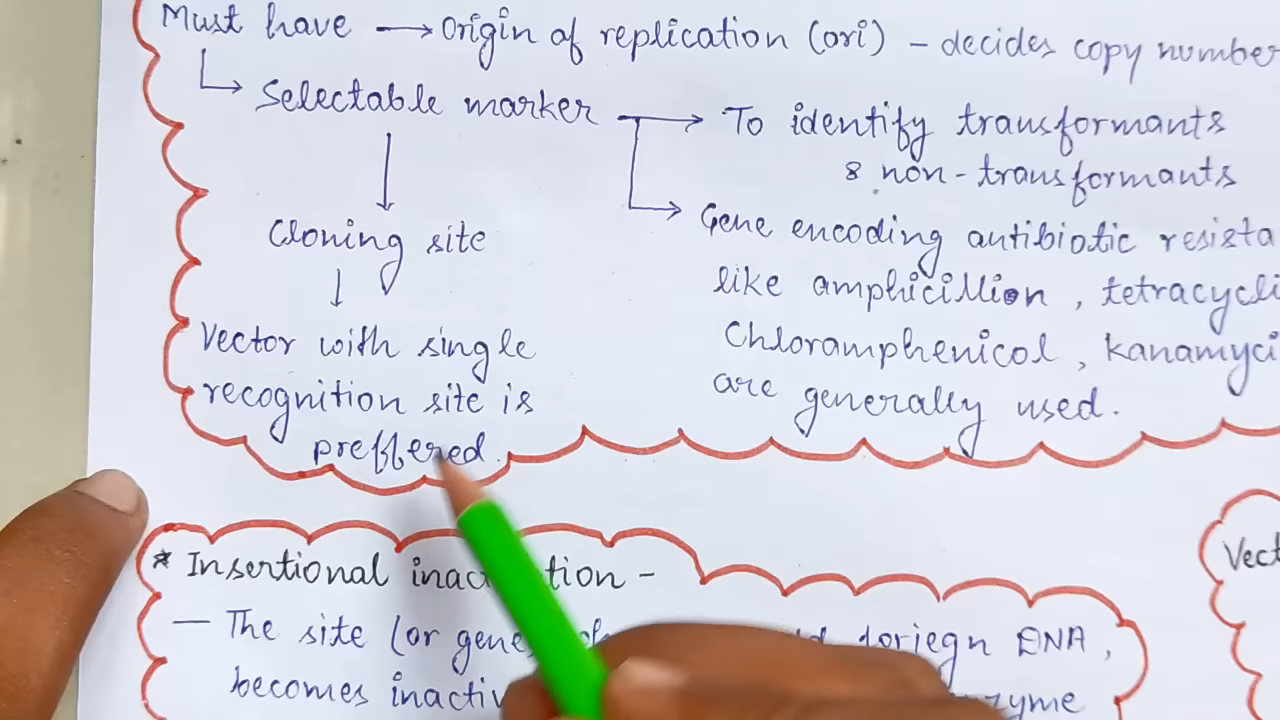 Must have → Origin of replication (ori) - decides copy number
Selectable marker → To identify transformants
& non-transformants
Gene encoding antibiotic resista
like amphicillion, tetracycli
Chloramphenicol, kanamyci
are generally used.
Cloning site
Vector with single
recognition site is
preffered.
* Insertional inac tion -
- The site (or gene doriegn DNA,
becomes inactiv zyme
Vect